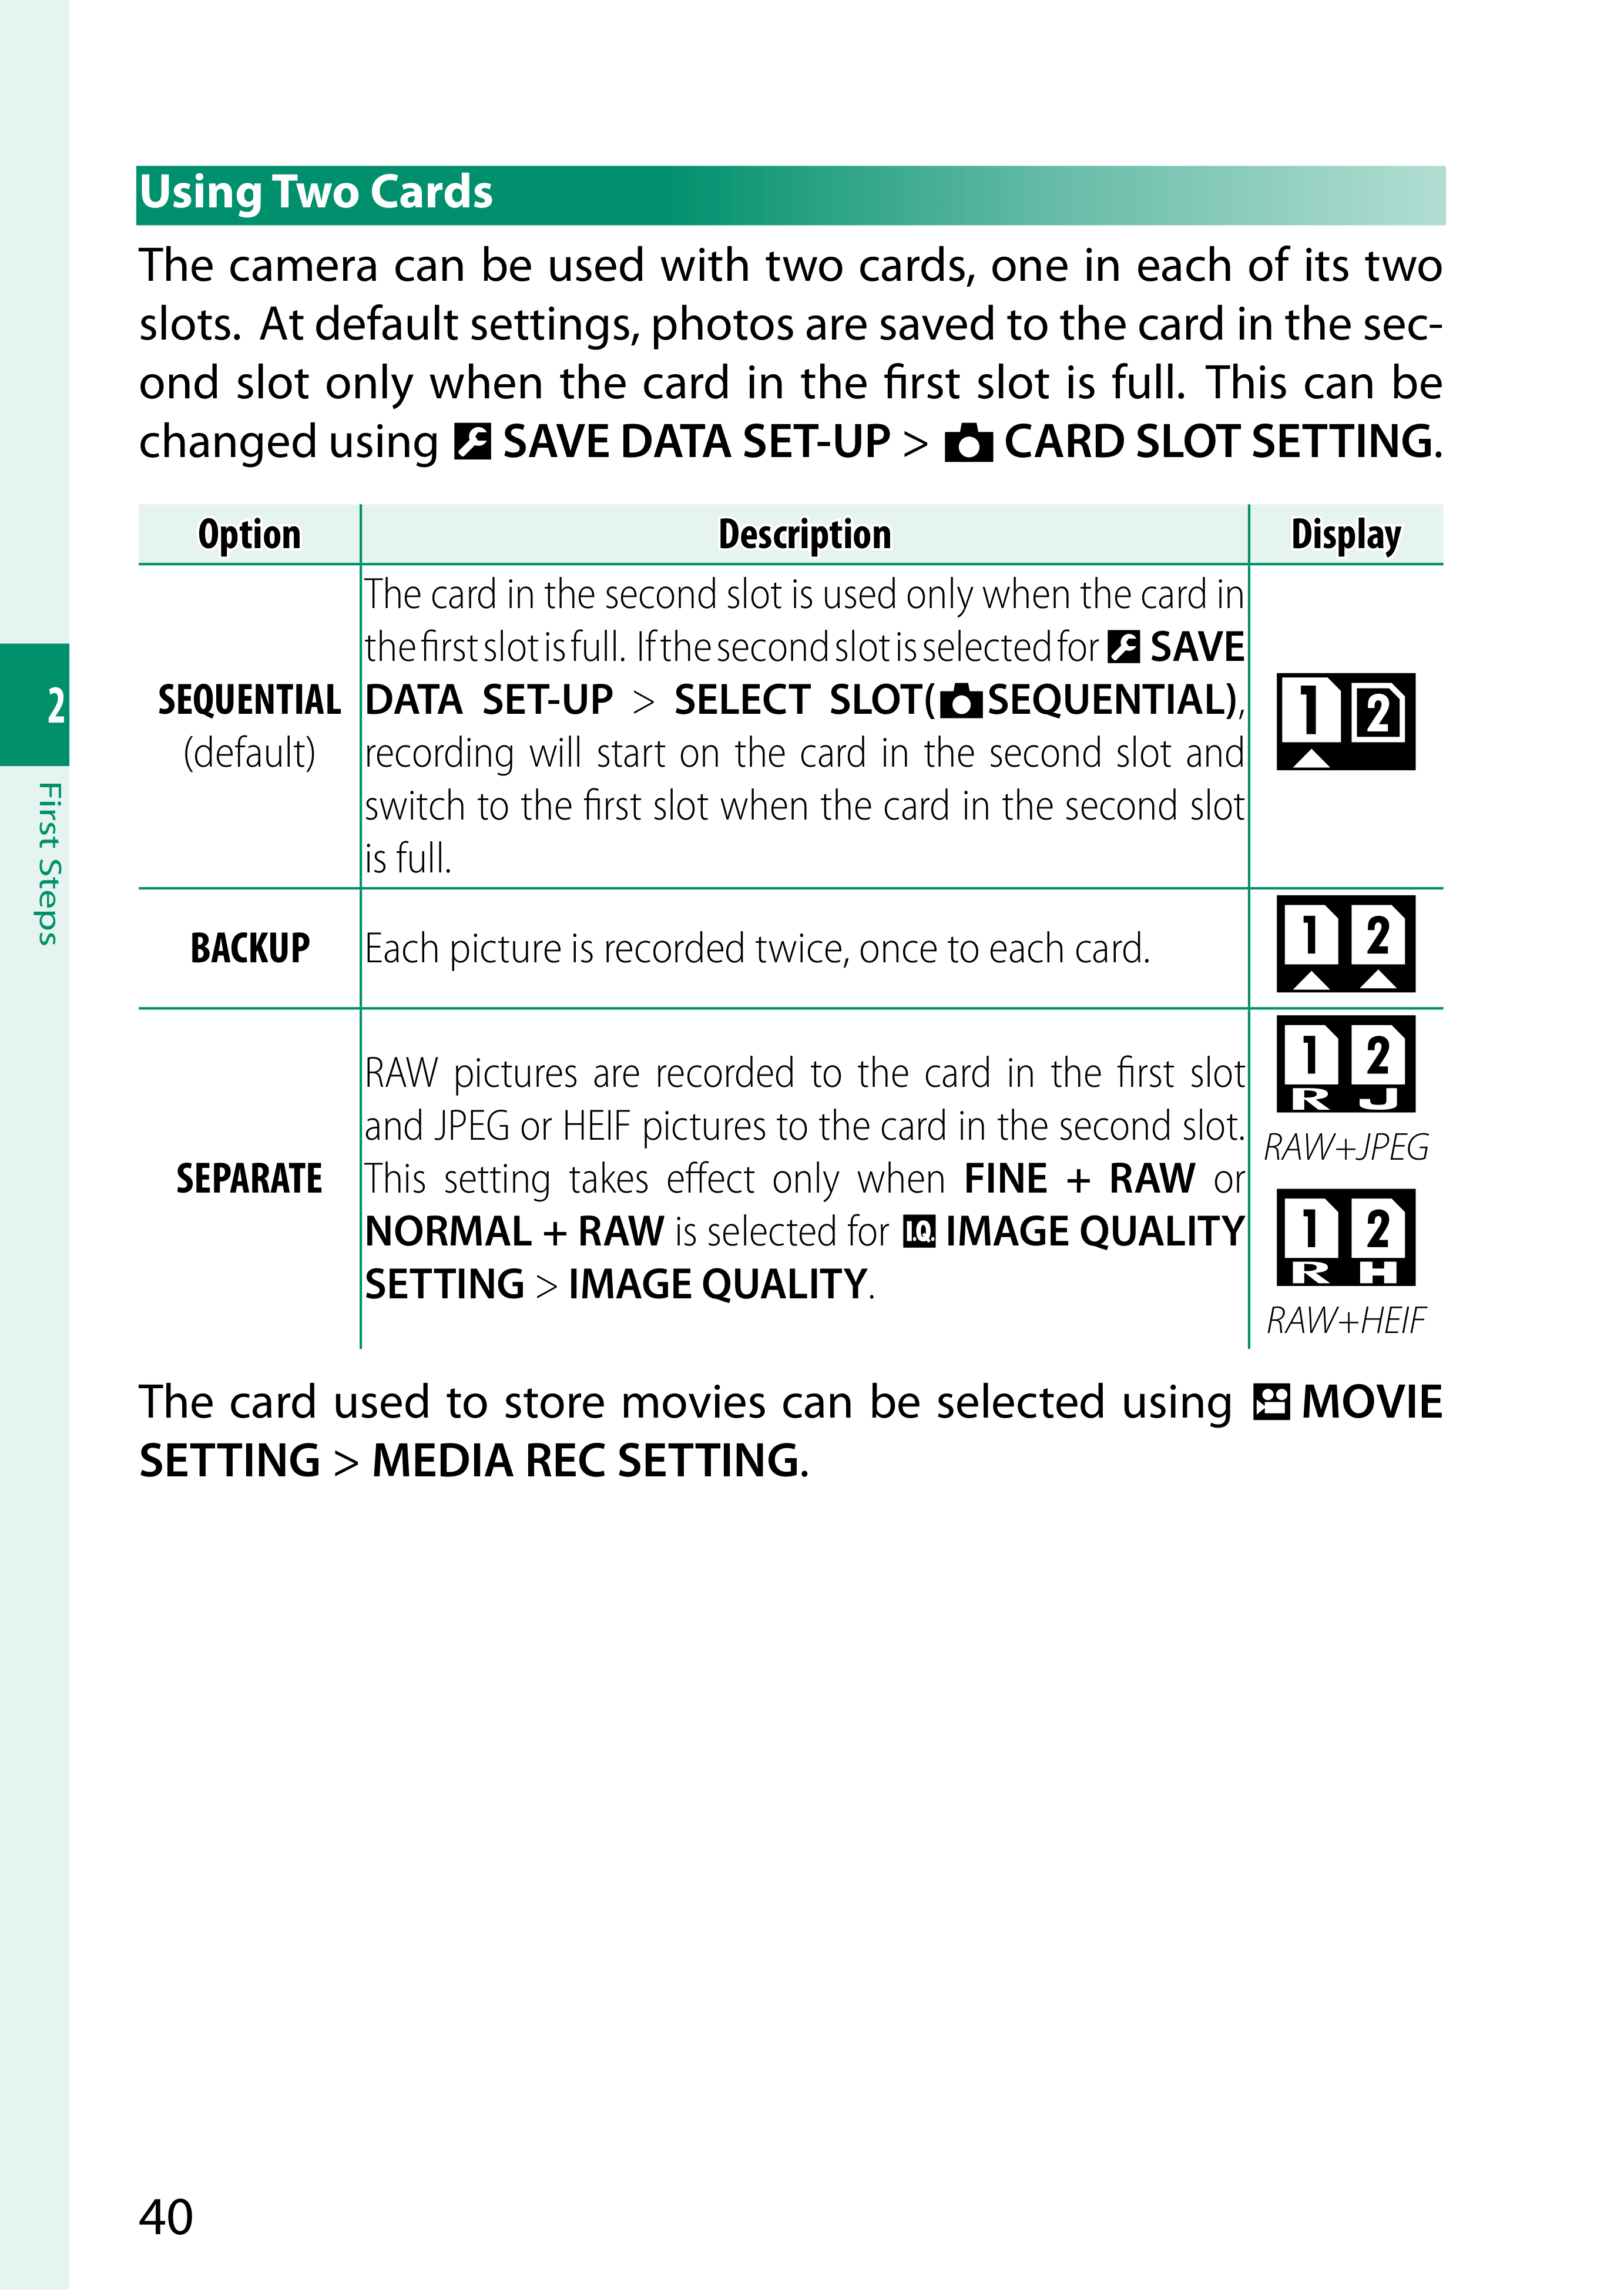 Using Two Cards
The camera can be used with two cards, one in each of its two
slots. At default settings, photos are saved to the card in the sec-
ond slot only when the card in the first slot is full. This can be
changed using SAVE DATA SET-UP > CARD SLOT SETTING.
Option Description Display
The card in the second slot is used only when the card in
the first slot is full. If the second slot is selected for SAVE
SEQUENTIAL DATA SET-UP > SELECT SLOT(SEQUENTIAL), 1 2
(default) recording will start on the card in the second slot and
switch to the first slot when the card in the second slot
is full.
BACKUP Each picture is recorded twice, once to each card. 1 2
RAW pictures are recorded to the card in the first slot 1 2
R J
and JPEG or HEIF pictures to the card in the second slot. RAW+JPEG
SEPARATE This setting takes effect only when FINE + RAW or
NORMAL + RAW is selected for I.Q. IMAGE QUALITY 1 2
R H
SETTING > IMAGE QUALITY. RAW+HEIF
The card used to store movies can be selected using MOVIE
SETTING > MEDIA REC SETTING.
2
First Steps
40